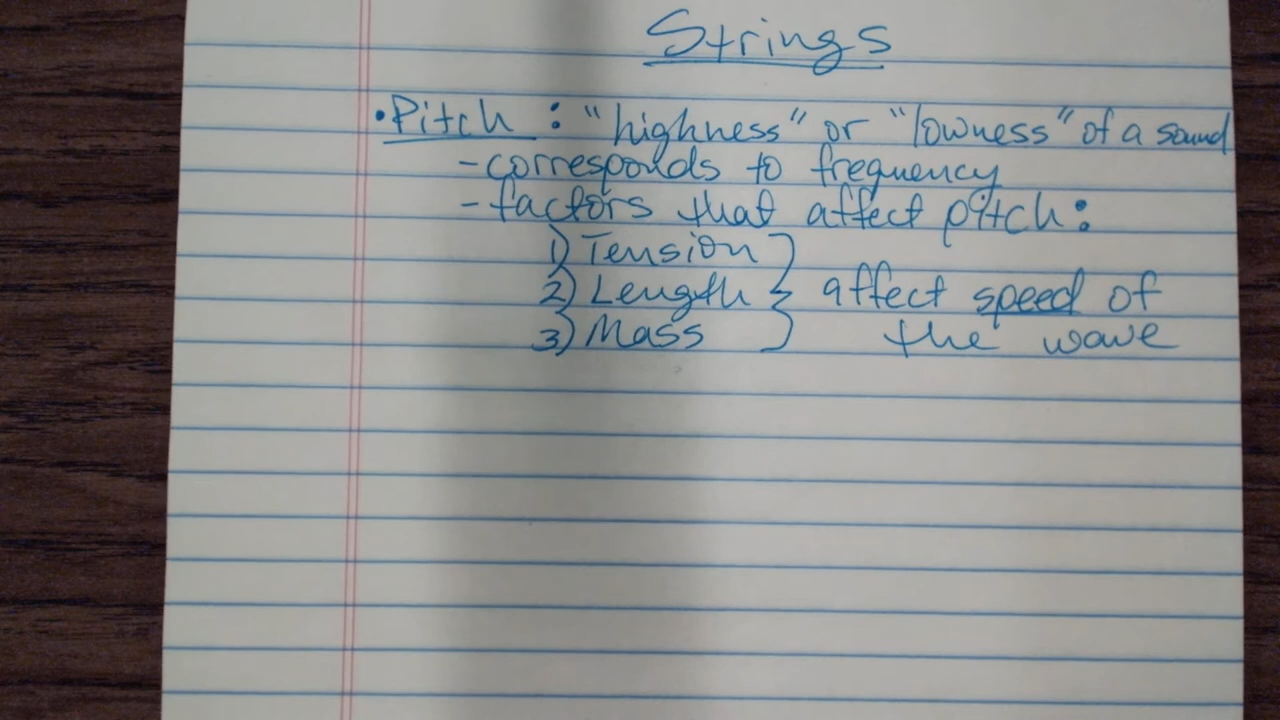 Strings
• Pitch : "highness" or "lowness" of a sound
- corresponds to frequency
- factors that affect pitch:
1) Tension
2) Length } affect speed of
3) Mass the wave